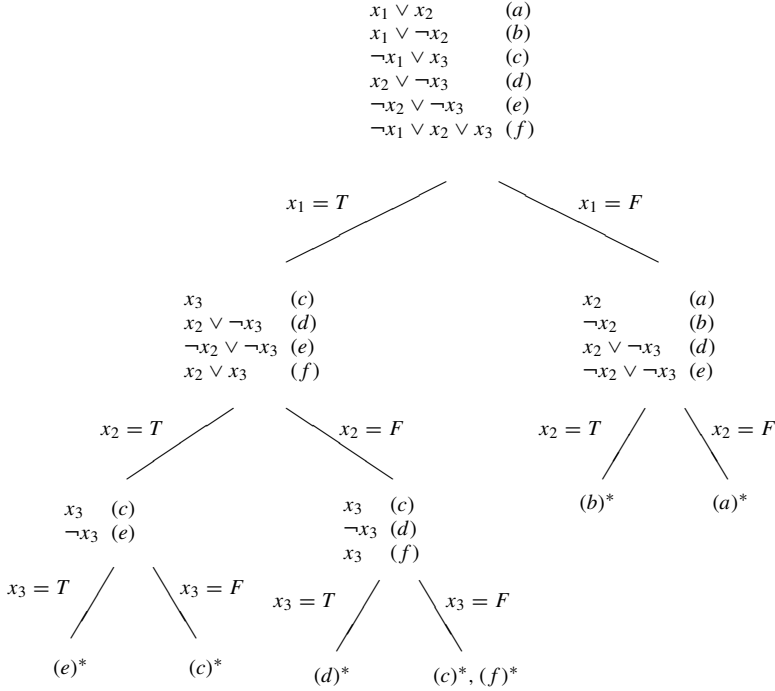 x₁ ∨ x₂ (a)
x₁ ∨ ¬x₂ (b)
¬x₁ ∨ x₃ (c)
x₂ ∨ ¬x₃ (d)
¬x₂ ∨ ¬x₃ (e)
¬x₁ ∨ x₂ ∨ x₃ (f)
x₁ = T
x₁ = F
x₃ (c)
x₂ ∨ ¬x₃ (d)
¬x₂ ∨ ¬x₃ (e)
x₂ ∨ x₃ (f)
x₂ (a)
¬x₂ (b)
x₂ ∨ ¬x₃ (d)
¬x₂ ∨ ¬x₃ (e)
x₂ = T
x₂ = F
x₂ = T
x₂ = F
x₃ (c)
¬x₃ (e)
x₃ (c)
¬x₃ (d)
x₃ (f)
(b)*
(a)*
x₃ = T
x₃ = F
x₃ = T
x₃ = F
(e)*
(c)*
(d)*
(c)*, (f)*